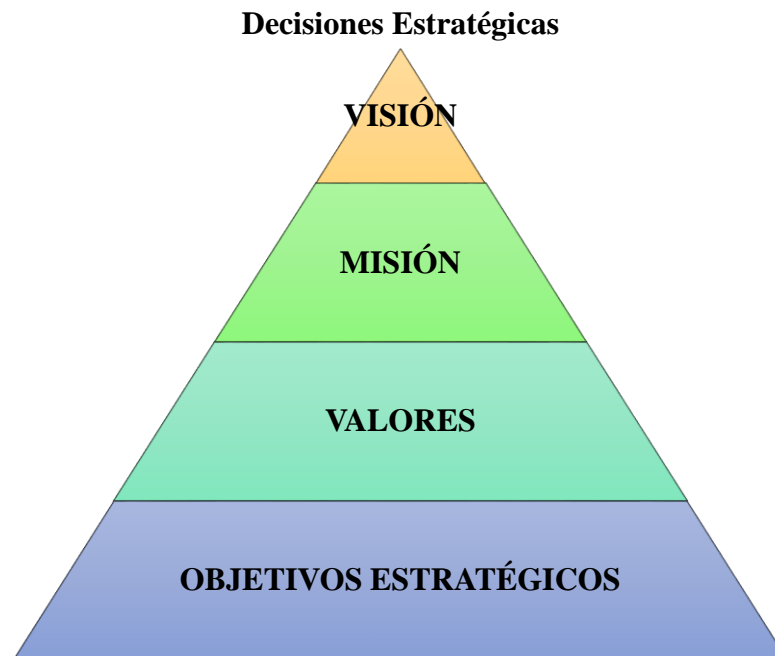 Decisiones Estratégicas
VISIÓN
MISIÓN
VALORES
OBJETIVOS ESTRATÉGICOS